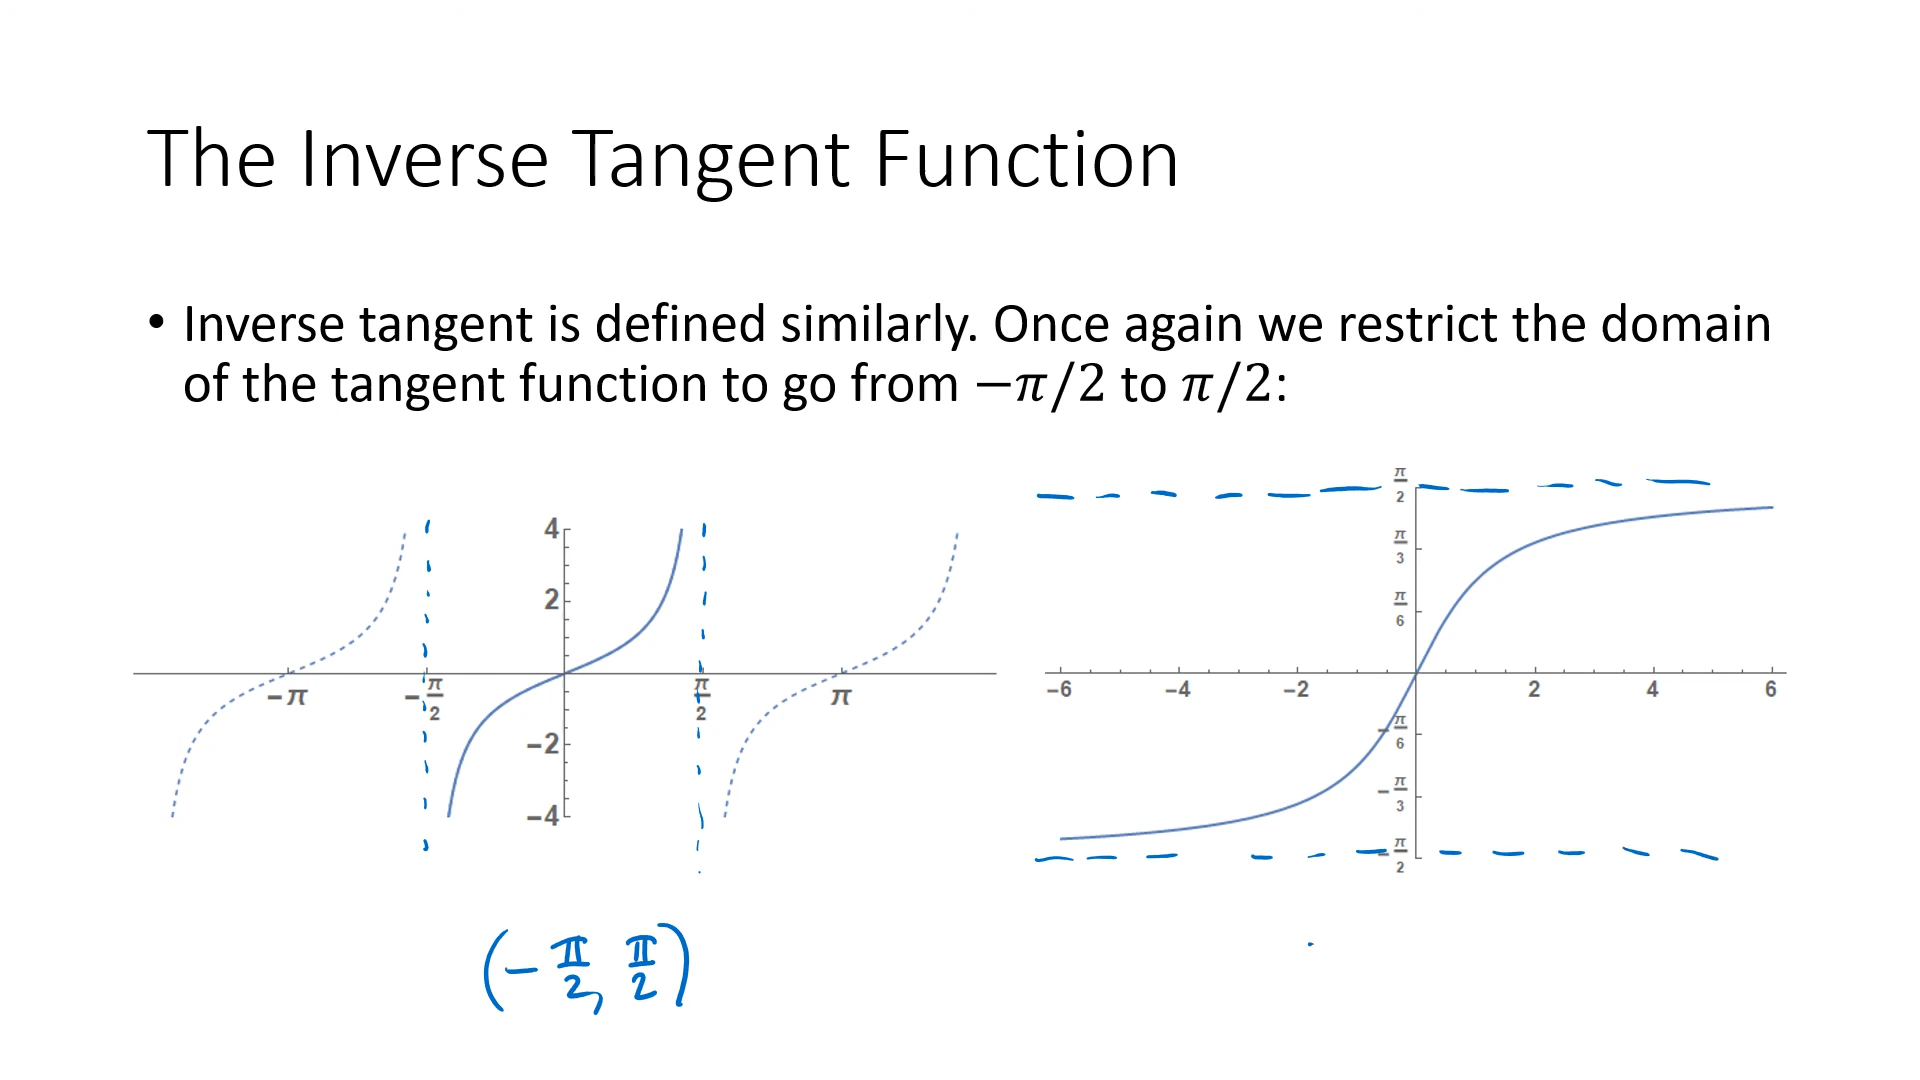 The Inverse Tangent Function
• Inverse tangent is defined similarly. Once again we restrict the domain
of the tangent function to go from −π/2 to π/2:
4
2
−2
−4
−π
−π/2
π/2
π
π/2
π/3
π/6
−π/6
−π/3
−π/2
−6
−4
−2
2
4
6
(−π/2, π/2)